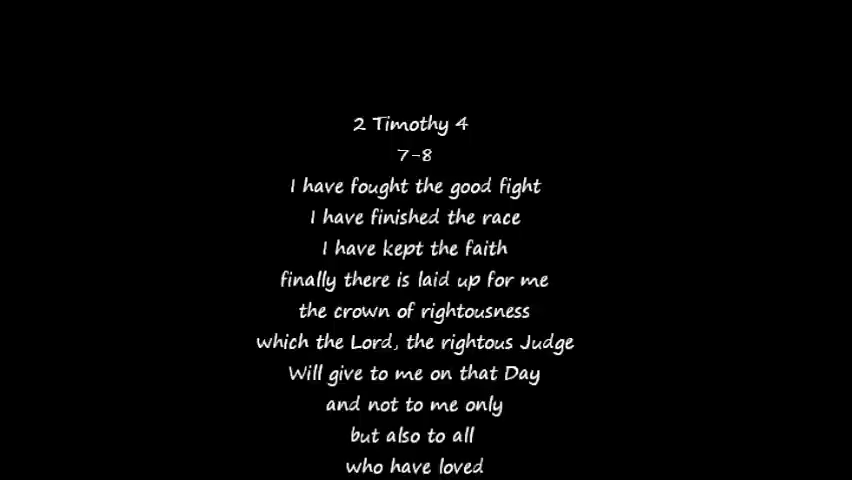 2 Timothy 4
7-8
I have fought the good fight
I have finished the race
I have kept the faith
finally there is laid up for me
the crown of rightousness
which the Lord, the rightous Judge
Will give to me on that Day
and not to me only
but also to all
who have loved